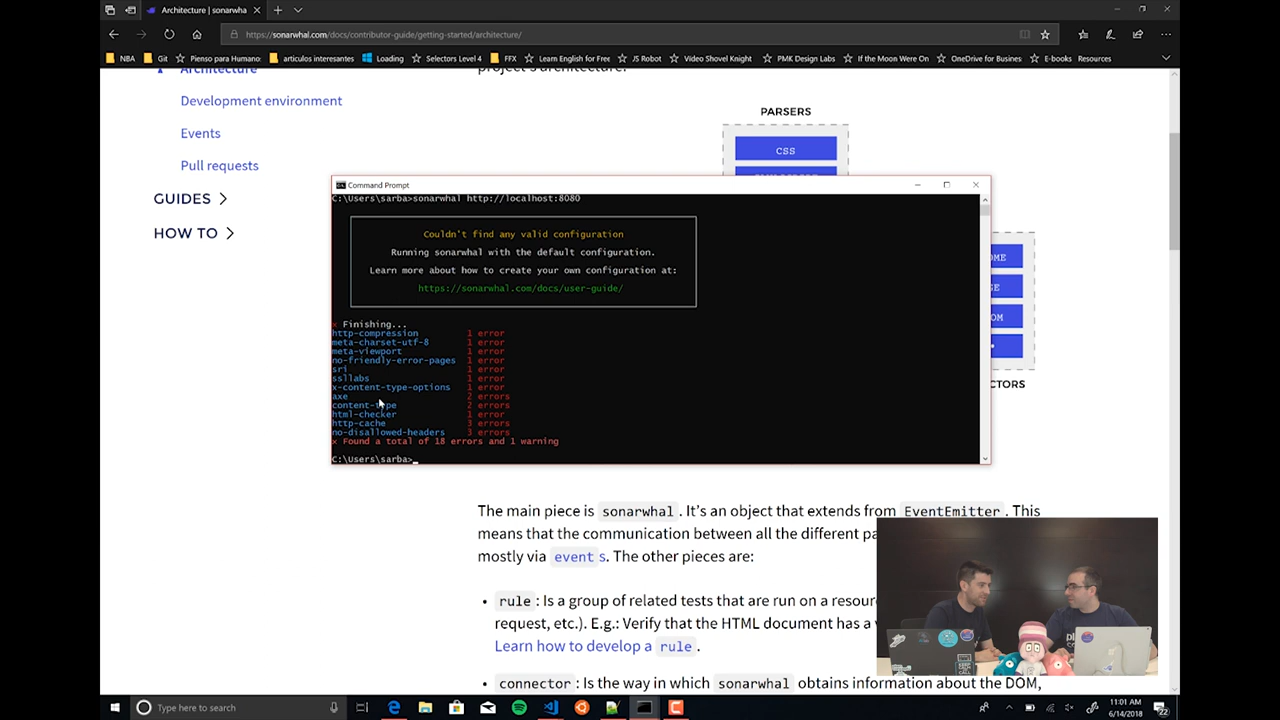 Architecture | sonarwha
https://sonarwhal.com/docs/contributor-guide/getting-started/architecture/
NBA Git Pienso para Humano: articulos interesantes Loading Selectors Level 4 FFX Learn English for Free JS Robot Video Shovel Knight PMK Design Labs If the Moon Were On OneDrive for Busines E-books Resources
Architecture
Development environment
Events
Pull requests
GUIDES
HOW TO
project's architecture.
PARSERS
CSS
Command Prompt
C:\Users\sarba>sonarwhal http://localhost:8080
Couldn't find any valid configuration
Running sonarwhal with the default configuration.
Learn more about how to create your own configuration at:
https://sonarwhal.com/docs/user-guide/
× Finishing...
http-compression 1 error
meta-charset-utf-8 1 error
meta-viewport 1 error
no-friendly-error-pages 1 error
sri 1 error
ssllabs 1 error
x-content-type-options 1 error
axe 2 errors
content-type 2 errors
html-checker 1 error
http-cache 3 errors
no-disallowed-headers 3 errors
× Found a total of 18 errors and 1 warning
C:\Users\sarba>
OME
GE
OM
CTORS
The main piece is sonarwhal. It's an object that extends from EventEmitter. This
means that the communication between all the different pa
mostly via events. The other pieces are:
• rule: Is a group of related tests that are run on a resour
request, etc.). E.g.: Verify that the HTML document has a v
Learn how to develop a rule.
• connector: Is the way in which sonarwhal obtains information about the DOM,
Type here to search
11:01 AM
6/14/2018
22